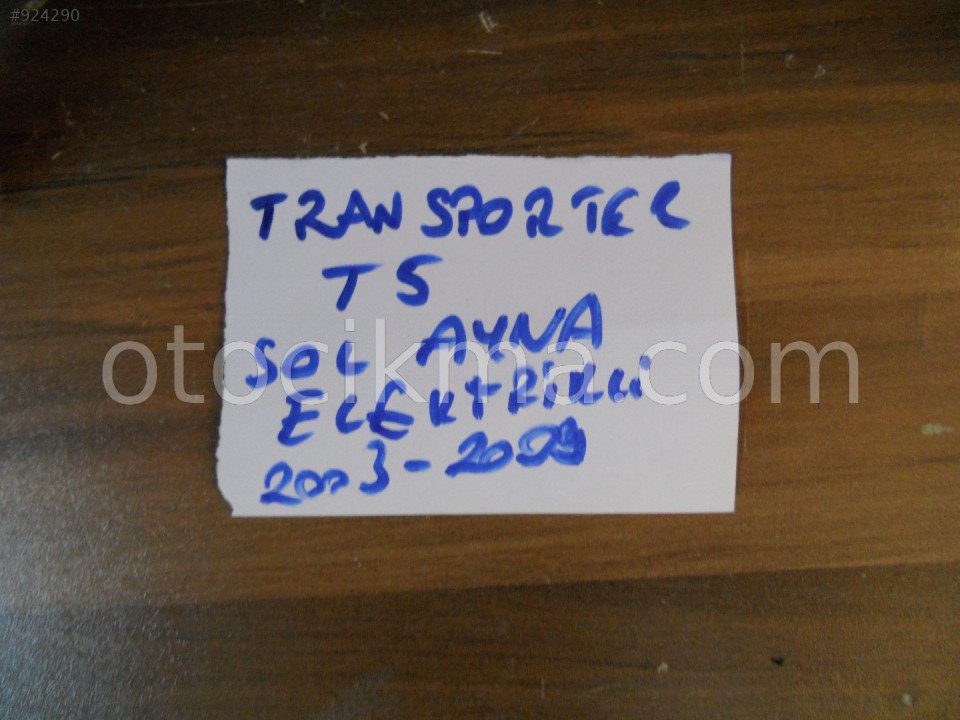 #924290
TRANSPORTER
T5
SOL AYNA
otocikma.com
ELEKTRİKLİ
2003-2009